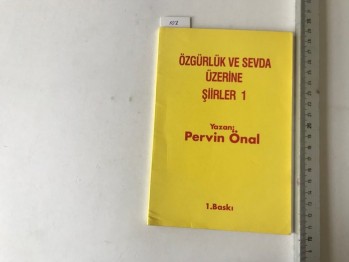 ÖZGÜRLÜK VE SEVDA
ÜZERİNE
ŞİİRLER 1
Yazan:
Pervin Önal
1.Baskı